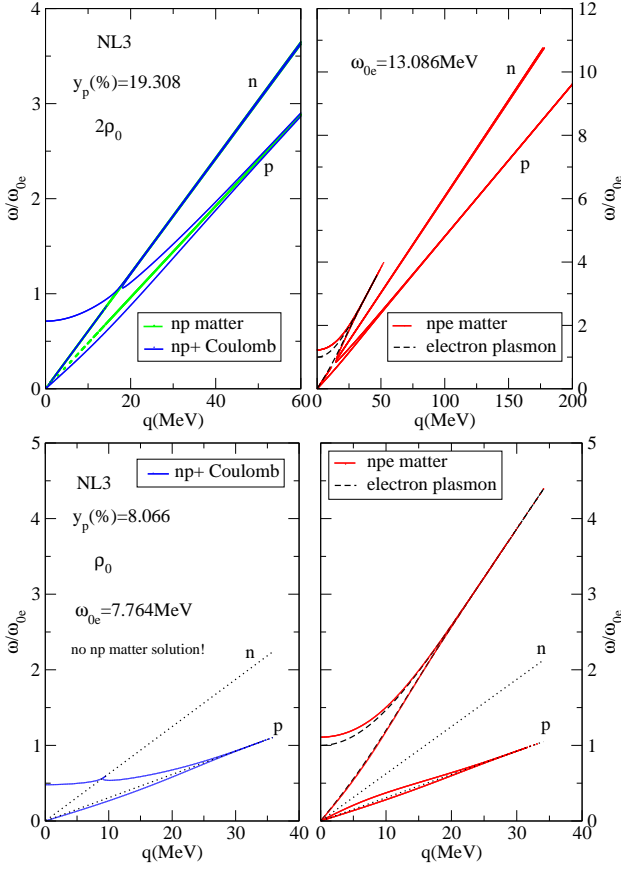 NL3
y_p(%)=19.308
2ρ_0
n
p
np matter
np+ Coulomb
ω/ω_0e
0
1
2
3
4
0 20 40 60
q(MeV)
ω_0e=13.086MeV
n
p
npe matter
electron plasmon
ω/ω_0e
12
10
8
6
4
2
0
0 50 100 150 200
q(MeV)
np+ Coulomb
NL3
y_p(%)=8.066
ρ_0
ω_0e=7.764MeV
no np matter solution!
n
p
ω/ω_0e
5
4
3
2
1
0
0 10 20 30 40
q(MeV)
npe matter
electron plasmon
n
p
ω/ω_0e
5
4
3
2
1
0
0 10 20 30 40
q(MeV)